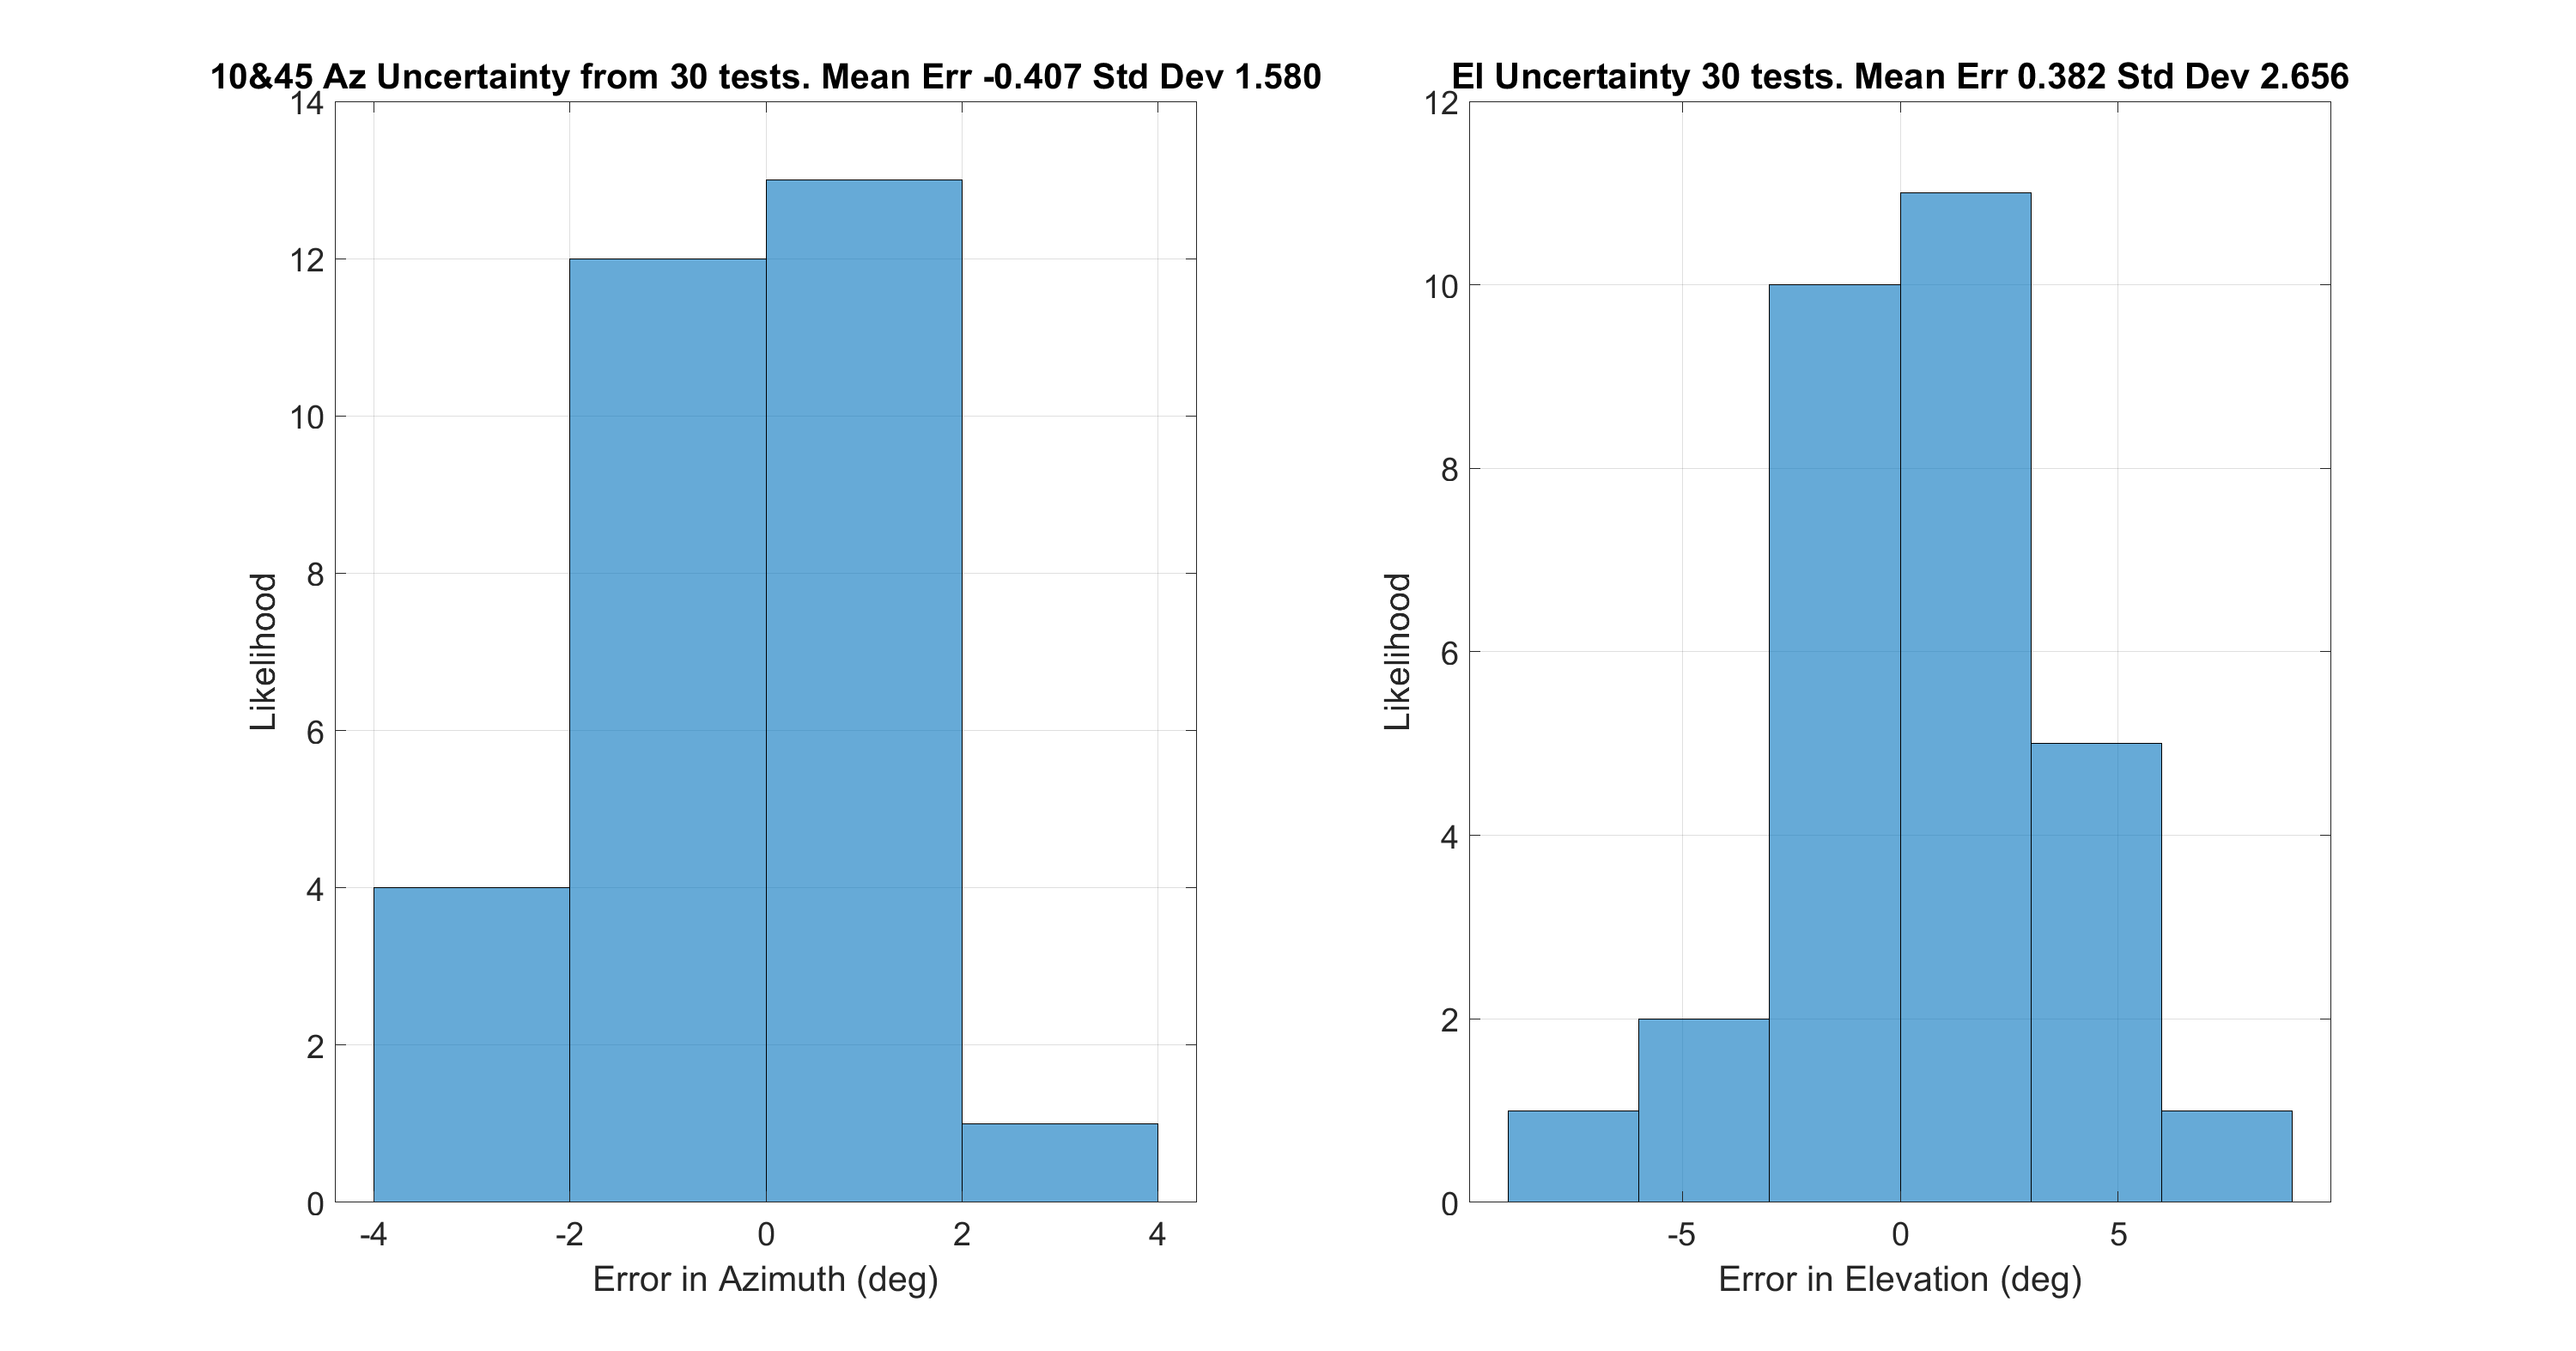 10&45 Az Uncertainty from 30 tests. Mean Err -0.407 Std Dev 1.580
14
12
10
8
6
4
2
0
Likelihood
-4 -2 0 2 4
Error in Azimuth (deg)
El Uncertainty 30 tests. Mean Err 0.382 Std Dev 2.656
12
10
8
6
4
2
0
Likelihood
-5 0 5
Error in Elevation (deg)